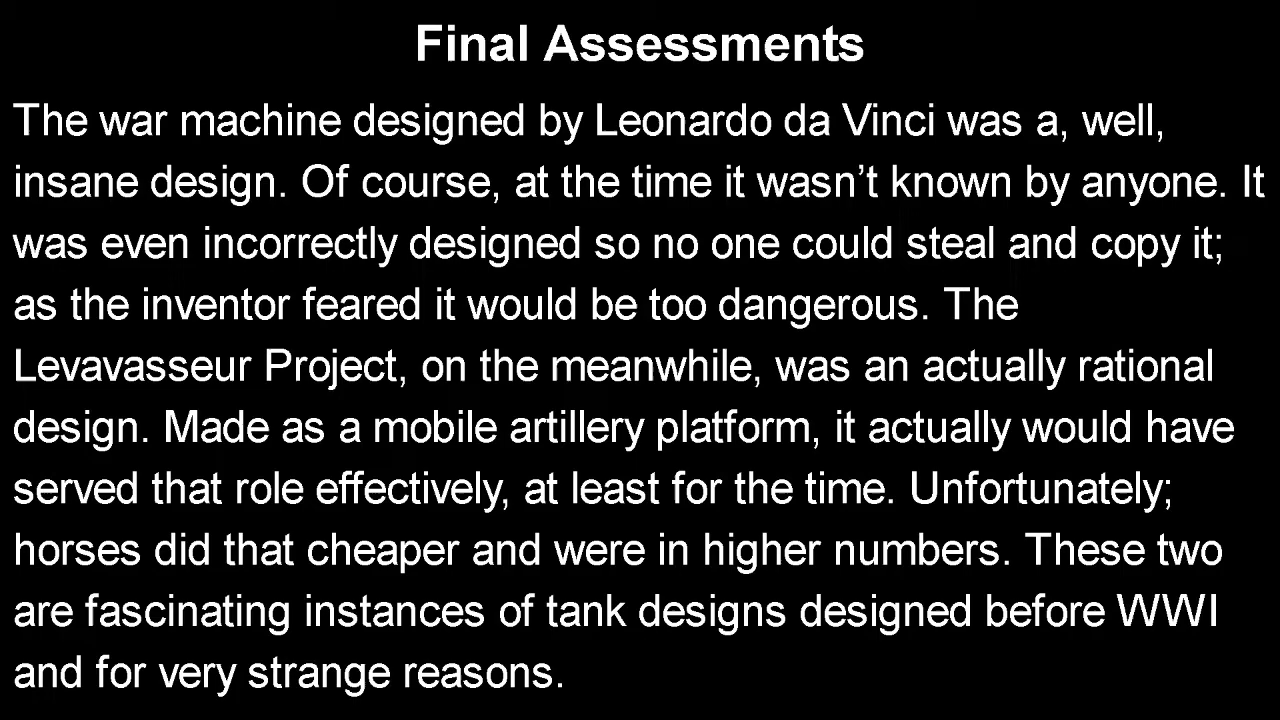 Final Assessments
The war machine designed by Leonardo da Vinci was a, well,
insane design. Of course, at the time it wasn’t known by anyone. It
was even incorrectly designed so no one could steal and copy it;
as the inventor feared it would be too dangerous. The
Levavasseur Project, on the meanwhile, was an actually rational
design. Made as a mobile artillery platform, it actually would have
served that role effectively, at least for the time. Unfortunately;
horses did that cheaper and were in higher numbers. These two
are fascinating instances of tank designs designed before WWI
and for very strange reasons.